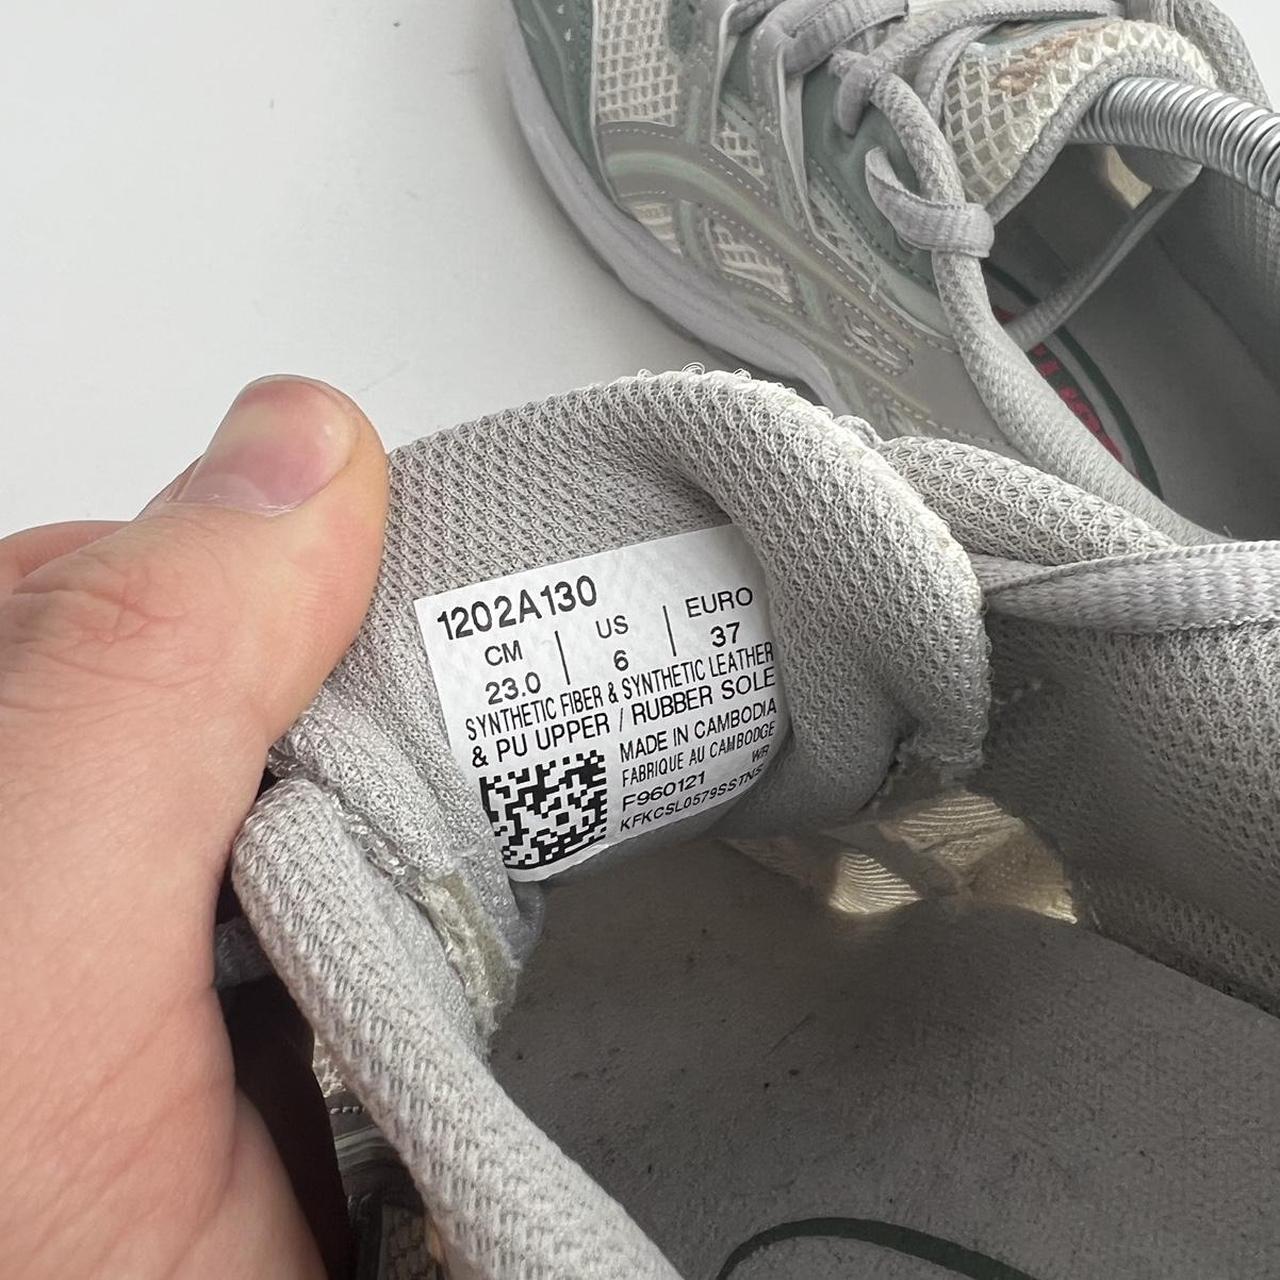 1202A130
CM | US | EURO
23.0 | 6 | 37
SYNTHETIC FIBER & SYNTHETIC LEATHER
& PU UPPER / RUBBER SOLE
MADE IN CAMBODIA
FABRIQUE AU CAMBODGE
WR
F960121
KFKCSL0579SSTNS